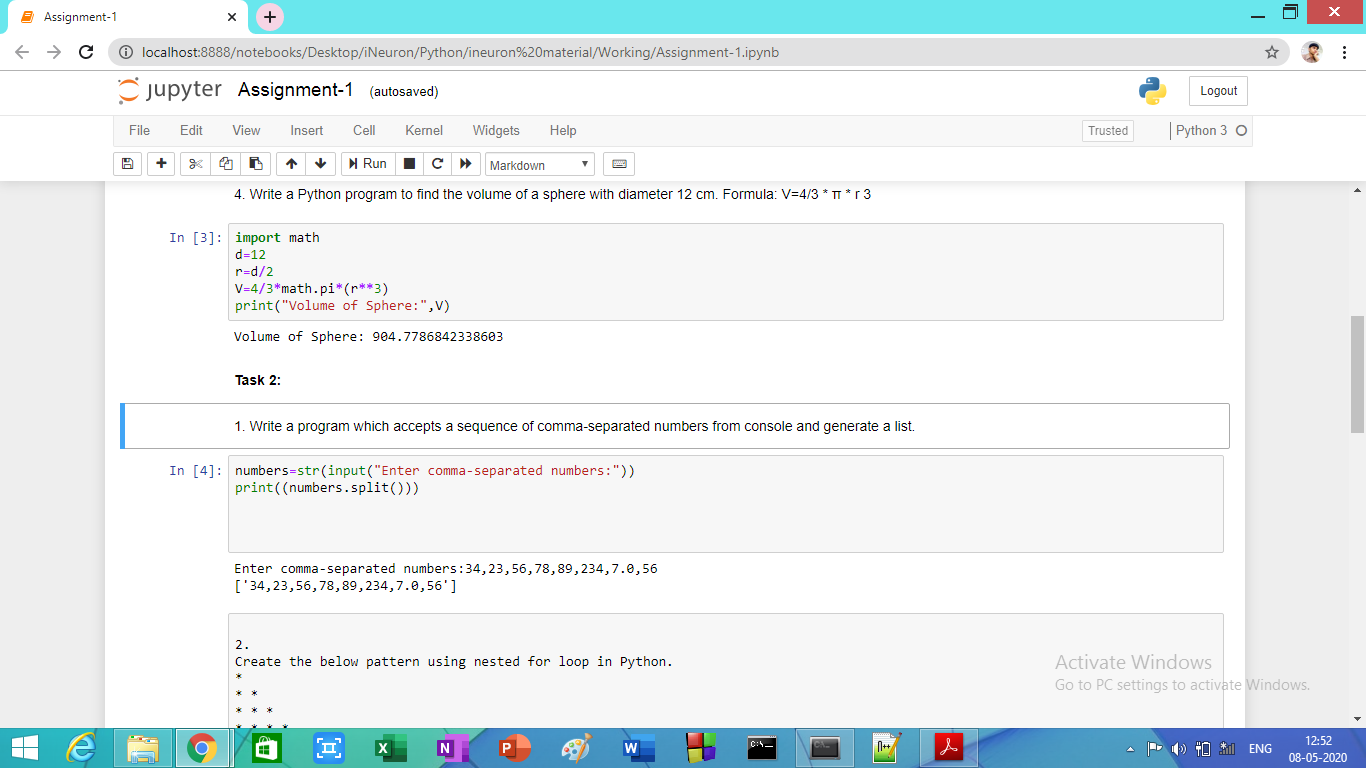 Assignment-1
localhost:8888/notebooks/Desktop/iNeuron/Python/ineuron%20material/Working/Assignment-1.ipynb
jupyter Assignment-1 (autosaved)
Logout
File Edit View Insert Cell Kernel Widgets Help
Trusted
Python 3
Run
Markdown
4. Write a Python program to find the volume of a sphere with diameter 12 cm. Formula: V=4/3 * π * r 3
In [3]: import math
d=12
r=d/2
V=4/3*math.pi*(r**3)
print("Volume of Sphere:",V)
Volume of Sphere: 904.7786842338603
Task 2:
1. Write a program which accepts a sequence of comma-separated numbers from console and generate a list.
In [4]: numbers=str(input("Enter comma-separated numbers:"))
print((numbers.split()))
Enter comma-separated numbers:34,23,56,78,89,234,7.0,56
['34,23,56,78,89,234,7.0,56']
2.
Create the below pattern using nested for loop in Python.
*
* *
* * *
* * * *
Activate Windows
Go to PC settings to activate Windows.
ENG
12:52
08-05-2020